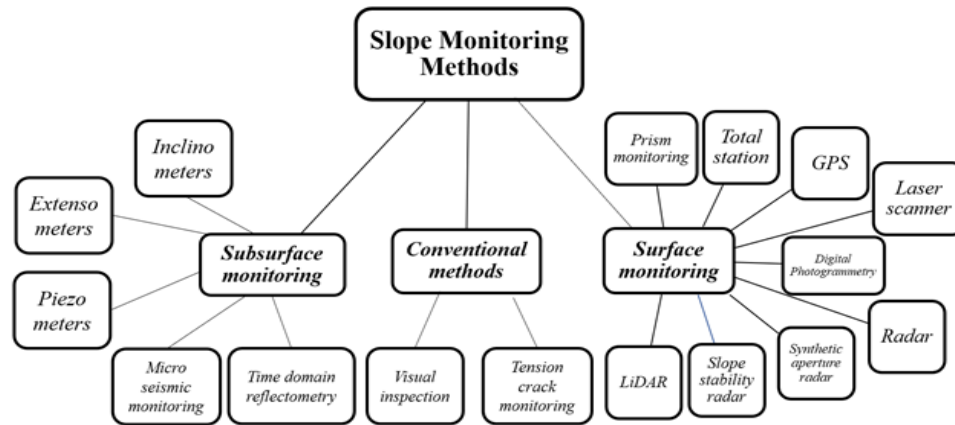 Slope Monitoring
Methods
Inclino
meters
Extenso
meters
Piezo
meters
Subsurface
monitoring
Micro
seismic
monitoring
Time domain
reflectometry
Conventional
methods
Visual
inspection
Tension
crack
monitoring
Surface
monitoring
Prism
monitoring
Total
station
GPS
Laser
scanner
Digital
Photogrammetry
Radar
Synthetic
aperture
radar
Slope
stability
radar
LiDAR